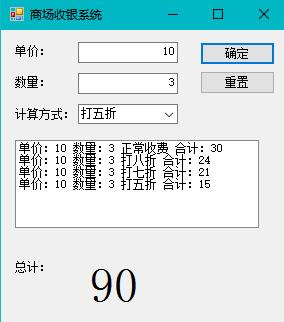 商场收银系统
单价: 10 确定
数量: 3 重置
计算方式: 打五折
单价: 10 数量: 3 正常收费 合计: 30
单价: 10 数量: 3 打八折 合计: 24
单价: 10 数量: 3 打七折 合计: 21
单价: 10 数量: 3 打五折 合计: 15
总计: 90